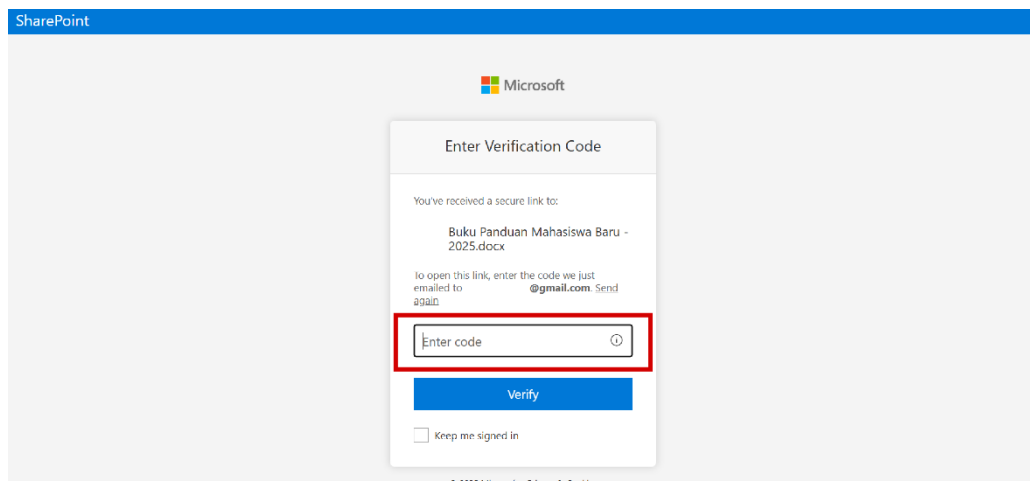 SharePoint
Microsoft
Enter Verification Code
You've received a secure link to:
Buku Panduan Mahasiswa Baru -
2025.docx
To open this link, enter the code we just
emailed to @gmail.com. Send
again
Enter code
Verify
Keep me signed in